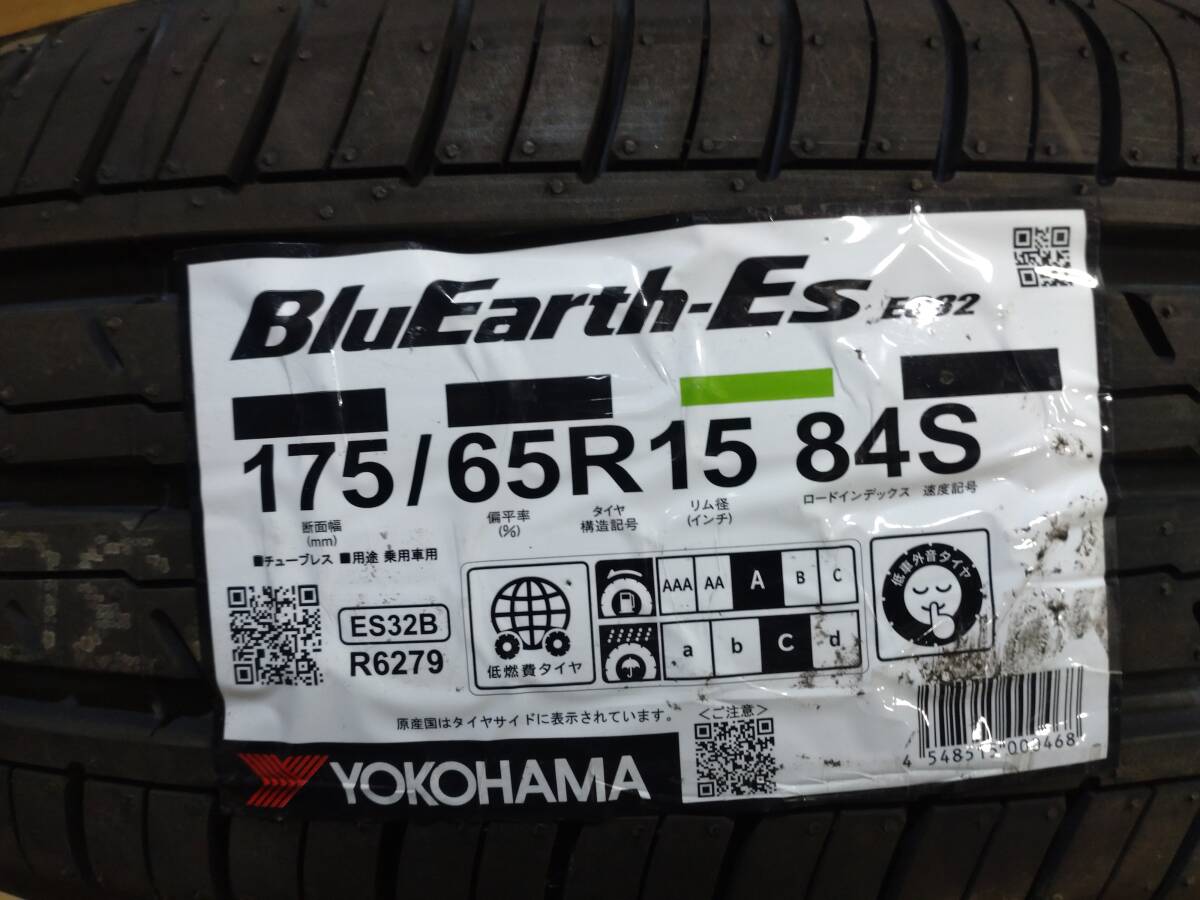 BluEarth-Es ES32
175/65R15 84S
断面幅
(mm)
偏平率
(%)
タイヤ
構造記号
リム径
(インチ)
ロードインデックス
速度記号
■チューブレス ■用途 乗用車用
ES32B
R6279
低燃費タイヤ
AAA AA A B C
a b c d
低車外音タイヤ
原産国はタイヤサイドに表示されています。
<ご注意>
YOKOHAMA